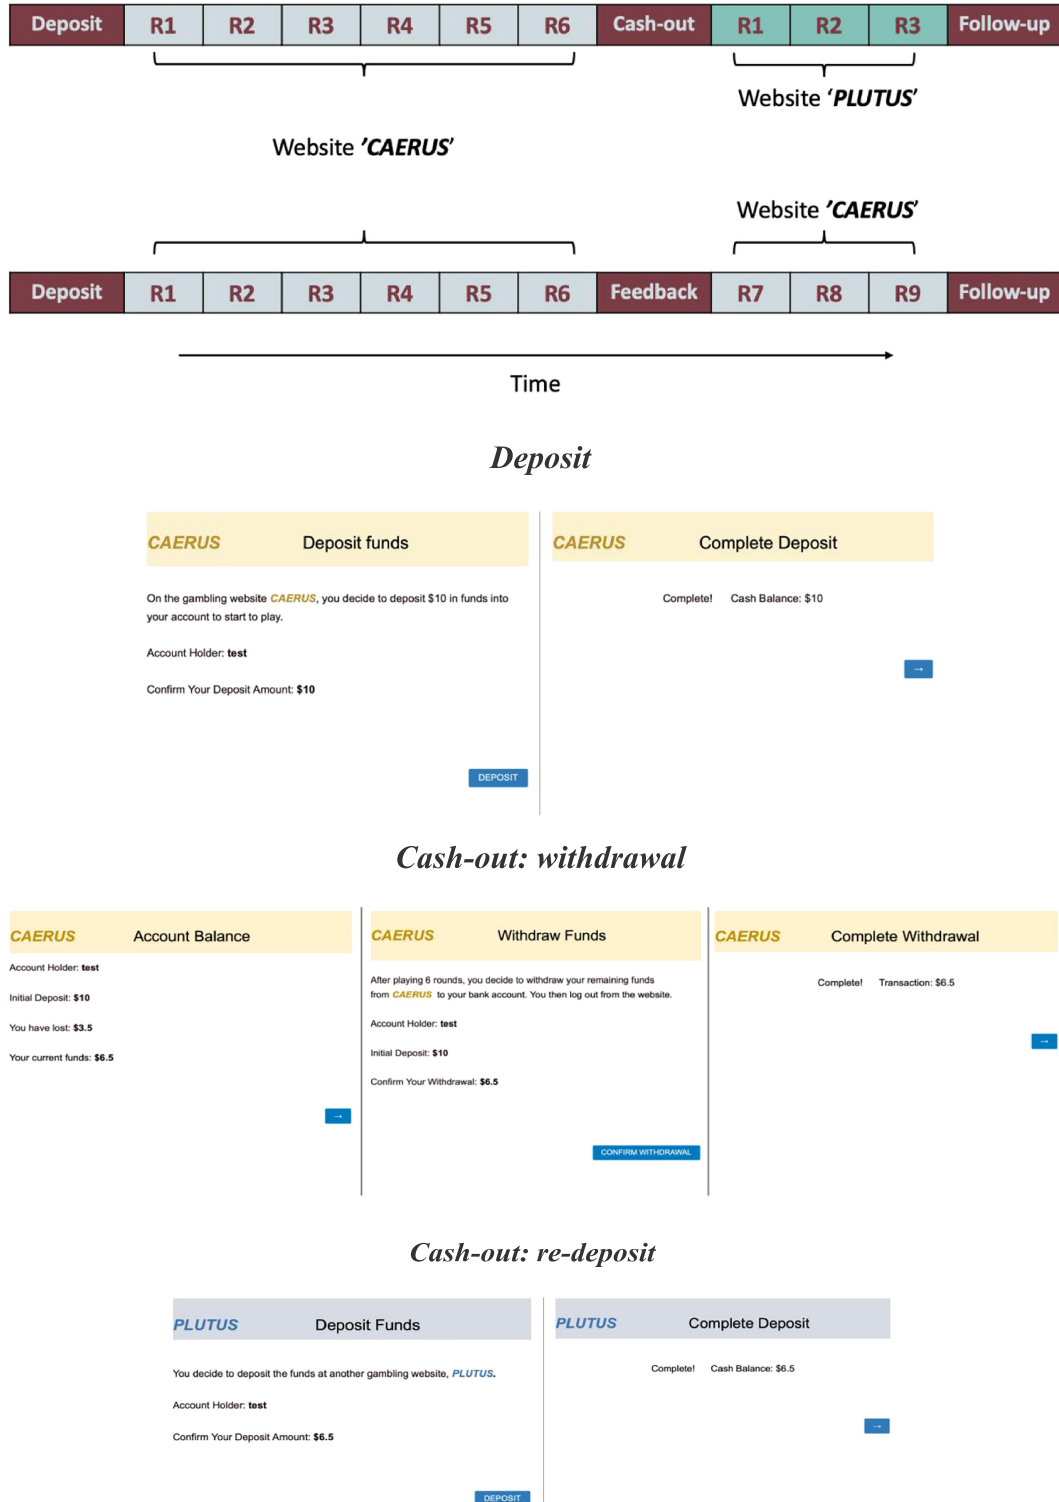 Deposit R1 R2 R3 R4 R5 R6 Cash-out R1 R2 R3 Follow-up
Website ‘PLUTUS’
Website ’CAERUS’
Website ’CAERUS’
Deposit R1 R2 R3 R4 R5 R6 Feedback R7 R8 R9 Follow-up
Time
Deposit
CAERUS Deposit funds
On the gambling website CAERUS, you decide to deposit $10 in funds into
your account to start to play.
Account Holder: test
Confirm Your Deposit Amount: $10
DEPOSIT
CAERUS Complete Deposit
Complete! Cash Balance: $10
→
Cash-out: withdrawal
CAERUS Account Balance
Account Holder: test
Initial Deposit: $10
You have lost: $3.5
Your current funds: $6.5
→
CAERUS Withdraw Funds
After playing 6 rounds, you decide to withdraw your remaining funds
from CAERUS to your bank account. You then log out from the website.
Account Holder: test
Initial Deposit: $10
Confirm Your Withdrawal: $6.5
CONFIRM WITHDRAWAL
CAERUS Complete Withdrawal
Complete! Transaction: $6.5
→
Cash-out: re-deposit
PLUTUS Deposit Funds
You decide to deposit the funds at another gambling website, PLUTUS.
Account Holder: test
Confirm Your Deposit Amount: $6.5
DEPOSIT
PLUTUS Complete Deposit
Complete! Cash Balance: $6.5
→